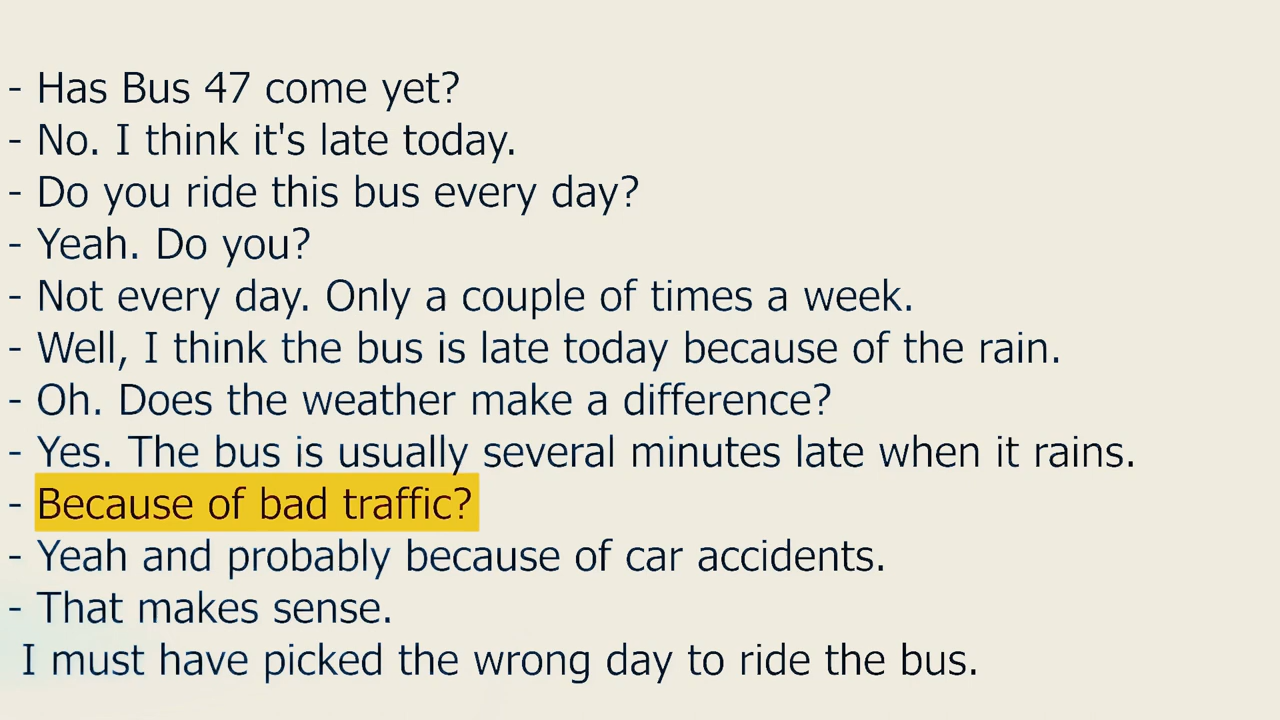 - Has Bus 47 come yet?
- No. I think it's late today.
- Do you ride this bus every day?
- Yeah. Do you?
- Not every day. Only a couple of times a week.
- Well, I think the bus is late today because of the rain.
- Oh. Does the weather make a difference?
- Yes. The bus is usually several minutes late when it rains.
- Because of bad traffic?
- Yeah and probably because of car accidents.
- That makes sense.
I must have picked the wrong day to ride the bus.